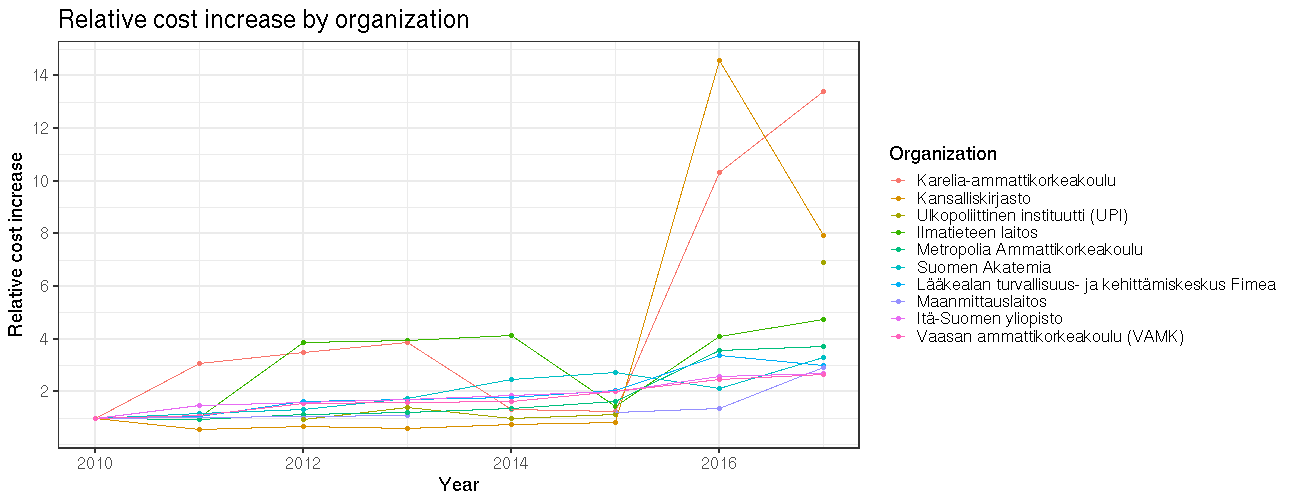 Relative cost increase by organization
14
12
10
8
6
4
2
Relative cost increase
2010
2012
2014
2016
Year
Organization
Karelia-ammattikorkeakoulu
Kansalliskirjasto
Ulkopoliittinen instituutti (UPI)
Ilmatieteen laitos
Metropolia Ammattikorkeakoulu
Suomen Akatemia
Lääkealan turvallisuus- ja kehittämiskeskus Fimea
Maanmittauslaitos
Itä-Suomen yliopisto
Vaasan ammattikorkeakoulu (VAMK)